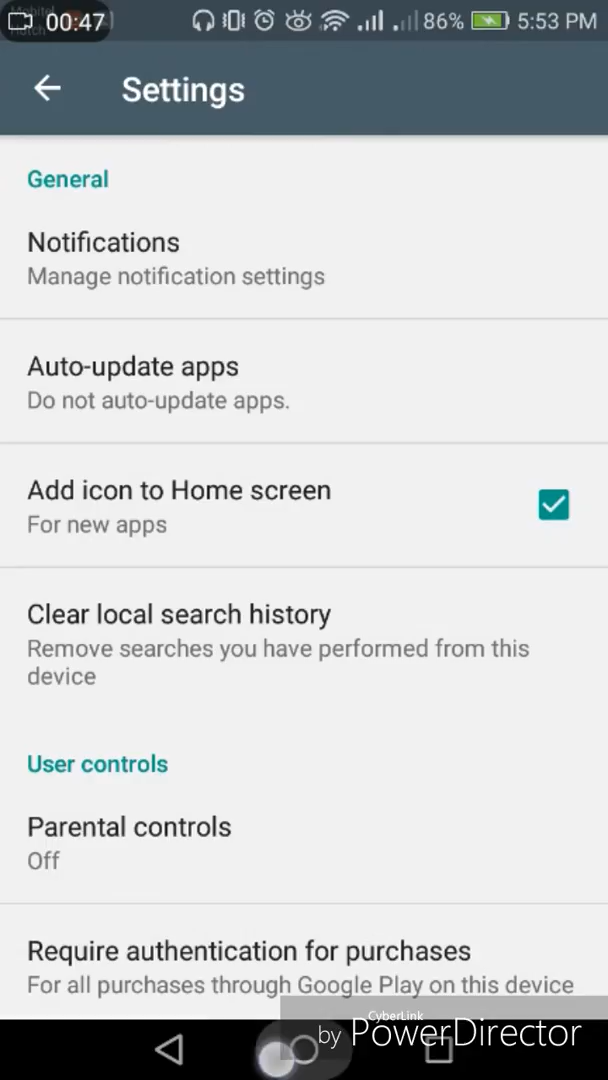 00:47 86% 5:53 PM
Settings
General
Notifications
Manage notification settings
Auto-update apps
Do not auto-update apps.
Add icon to Home screen
For new apps
Clear local search history
Remove searches you have performed from this
device
User controls
Parental controls
Off
Require authentication for purchases
For all purchases through Google Play on this device
CyberLink
by PowerDirector